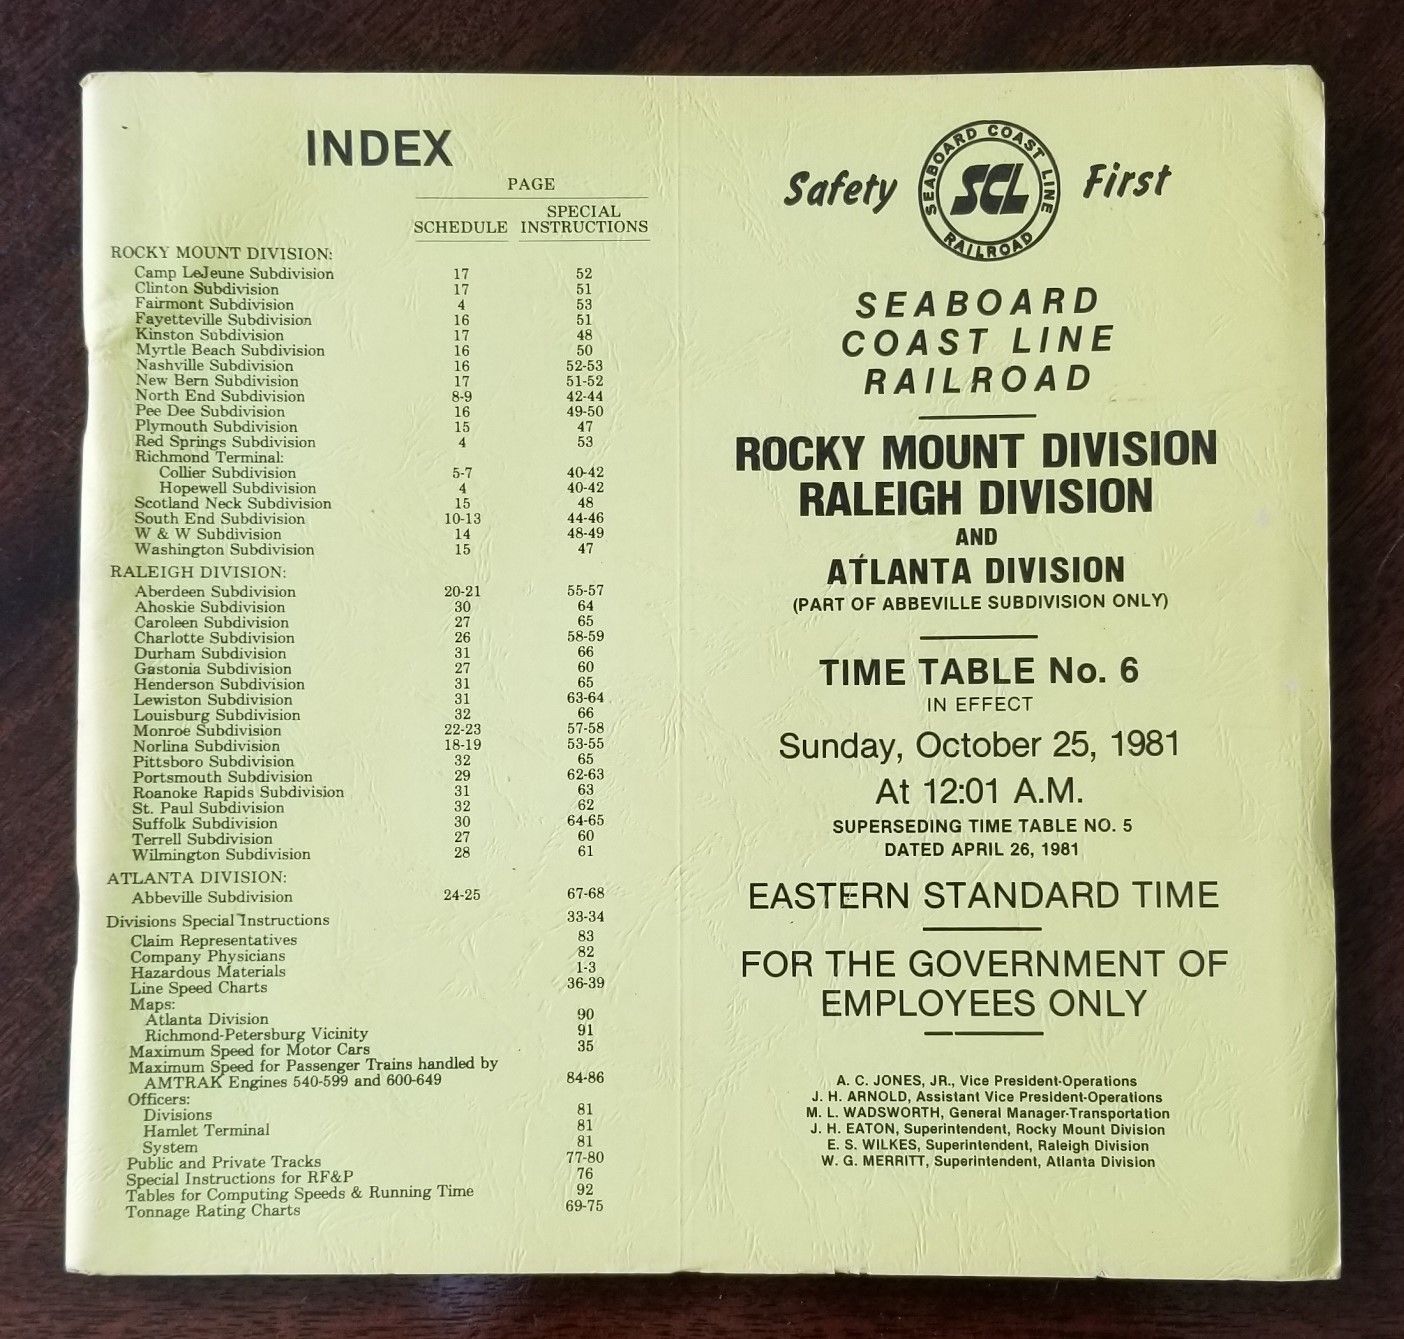 INDEX
PAGE
SCHEDULE SPECIAL INSTRUCTIONS
ROCKY MOUNT DIVISION:
Camp LeJeune Subdivision 17 52
Clinton Subdivision 17 51
Fairmont Subdivision 4 53
Fayetteville Subdivision 16 51
Kinston Subdivision 17 48
Myrtle Beach Subdivision 16 50
Nashville Subdivision 16 52-53
New Bern Subdivision 17 51-52
North End Subdivision 8-9 42-44
Pee Dee Subdivision 16 49-50
Plymouth Subdivision 15 47
Red Springs Subdivision 4 53
Richmond Terminal:
Collier Subdivision 5-7 40-42
Hopewell Subdivision 4 40-42
Scotland Neck Subdivision 15 48
South End Subdivision 10-13 44-46
W & W Subdivision 14 48-49
Washington Subdivision 15 47
RALEIGH DIVISION:
Aberdeen Subdivision 20-21 55-57
Ahoskie Subdivision 30 64
Caroleen Subdivision 27 65
Charlotte Subdivision 26 58-59
Durham Subdivision 31 66
Gastonia Subdivision 27 60
Henderson Subdivision 31 65
Lewiston Subdivision 31 63-64
Louisburg Subdivision 32 66
Monroe Subdivision 22-23 57-58
Norlina Subdivision 18-19 53-55
Pittsboro Subdivision 32 65
Portsmouth Subdivision 29 62-63
Roanoke Rapids Subdivision 31 63
St. Paul Subdivision 32 62
Suffolk Subdivision 30 64-65
Terrell Subdivision 27 60
Wilmington Subdivision 28 61
ATLANTA DIVISION:
Abbeville Subdivision 24-25 67-68
Divisions Special Instructions 33-34
Claim Representatives 83
Company Physicians 82
Hazardous Materials 1-3
Line Speed Charts 36-39
Maps:
Atlanta Division 90
Richmond-Petersburg Vicinity 91
Maximum Speed for Motor Cars 35
Maximum Speed for Passenger Trains handled by
AMTRAK Engines 540-599 and 600-649 84-86
Officers:
Divisions 81
Hamlet Terminal 81
System 81
Public and Private Tracks 77-80
Special Instructions for RF&P 76
Tables for Computing Speeds & Running Time 92
Tonnage Rating Charts 69-75
Safety First
SEABOARD COAST LINE RAILROAD
SCL
SEABOARD
COAST LINE
RAILROAD
ROCKY MOUNT DIVISION
RALEIGH DIVISION
AND
ATLANTA DIVISION
(PART OF ABBEVILLE SUBDIVISION ONLY)
TIME TABLE No. 6
IN EFFECT
Sunday, October 25, 1981
At 12:01 A.M.
SUPERSEDING TIME TABLE NO. 5
DATED APRIL 26, 1981
EASTERN STANDARD TIME
FOR THE GOVERNMENT OF
EMPLOYEES ONLY
A. C. JONES, JR., Vice President-Operations
J. H. ARNOLD, Assistant Vice President-Operations
M. L. WADSWORTH, General Manager-Transportation
J. H. EATON, Superintendent, Rocky Mount Division
E. S. WILKES, Superintendent, Raleigh Division
W. G. MERRITT, Superintendent, Atlanta Division